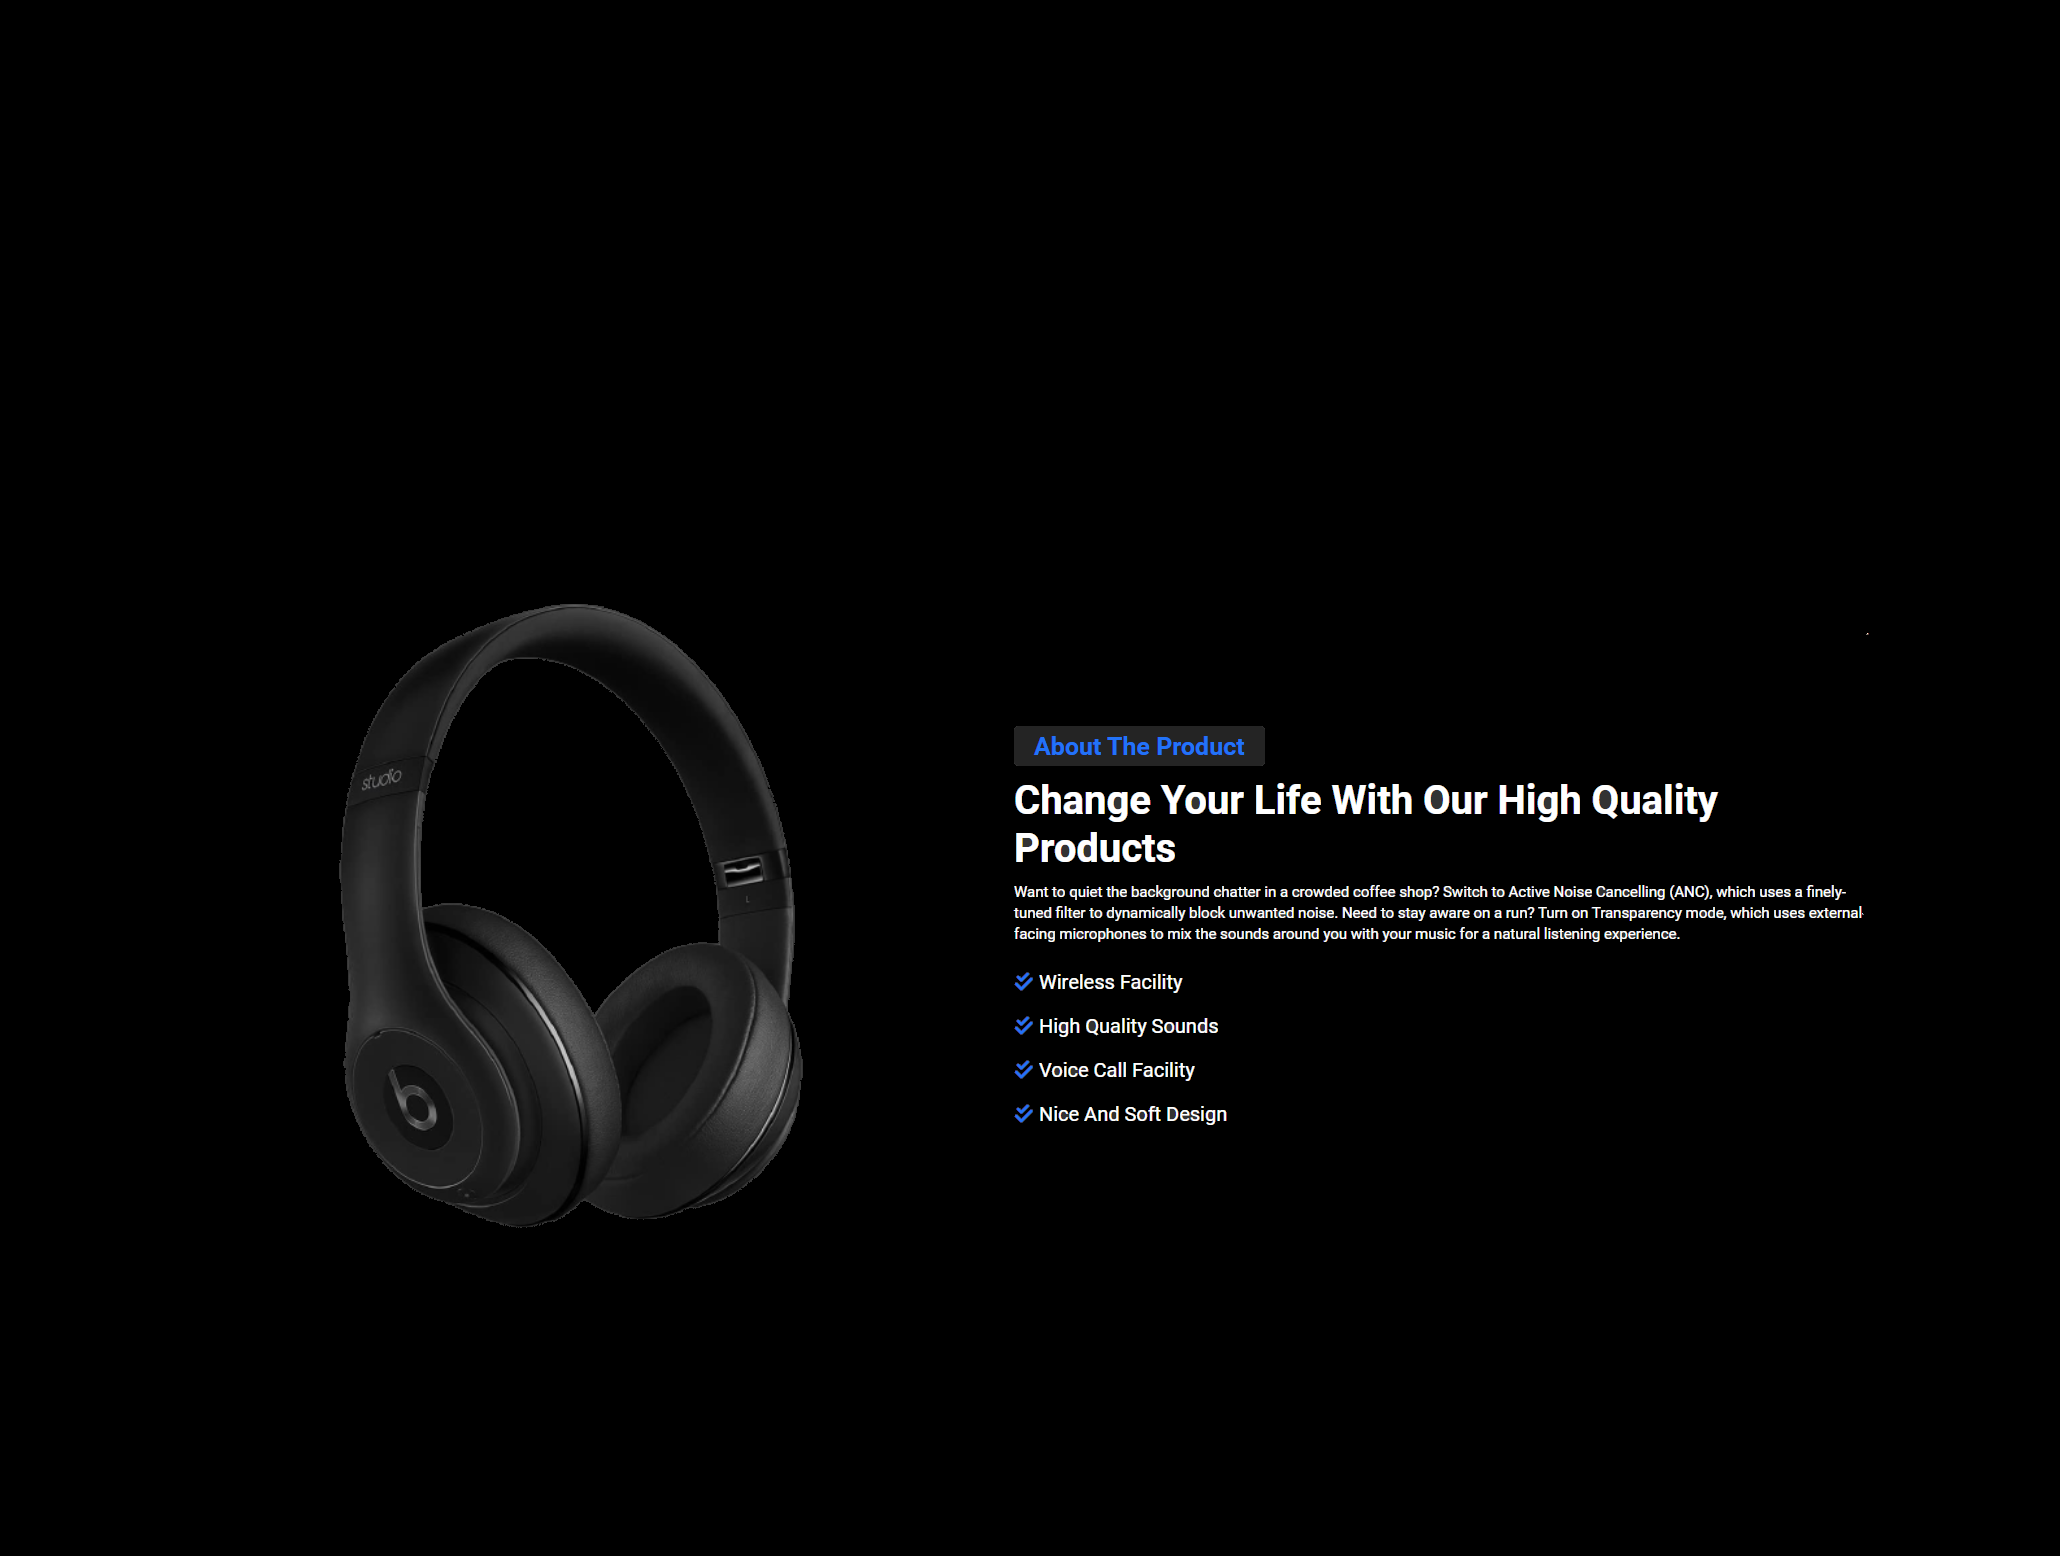 studio
L
About The Product
Change Your Life With Our High Quality
Products
Want to quiet the background chatter in a crowded coffee shop? Switch to Active Noise Cancelling (ANC), which uses a finely-
tuned filter to dynamically block unwanted noise. Need to stay aware on a run? Turn on Transparency mode, which uses external-
facing microphones to mix the sounds around you with your music for a natural listening experience.
Wireless Facility
High Quality Sounds
Voice Call Facility
Nice And Soft Design